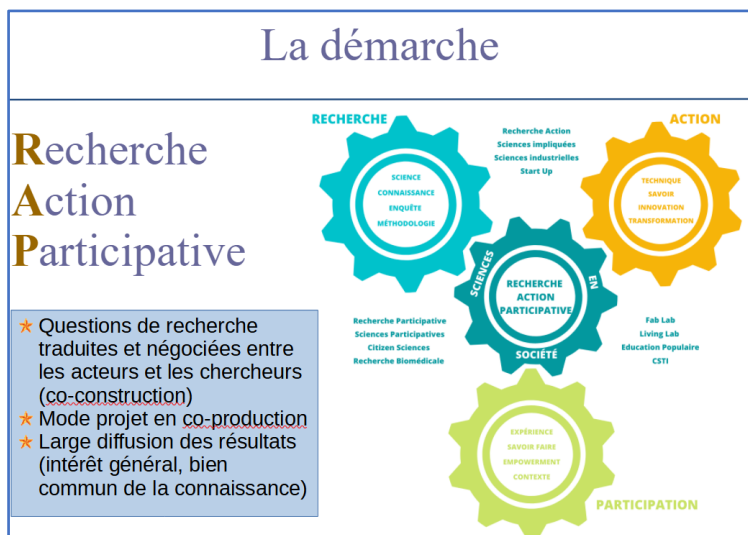 La démarche
Recherche
Action
Participative
Questions de recherche
traduites et négociées entre
les acteurs et les chercheurs
(co-construction)
Mode projet en co-production
Large diffusion des résultats
(intérêt général, bien
commun de la connaissance)
RECHERCHE
SCIENCE
CONNAISSANCE
ENQUÊTE
MÉTHODOLOGIE
Recherche Action
Sciences impliquées
Sciences industrielles
Start Up
ACTION
TECHNIQUE
SAVOIR
INNOVATION
TRANSFORMATION
SCIENCES
EN
SOCIÉTÉ
RECHERCHE
ACTION
PARTICIPATIVE
Recherche Participative
Sciences Participatives
Citizen Sciences
Recherche Biomédicale
Fab Lab
Living Lab
Education Populaire
CSTI
EXPÉRIENCE
SAVOIR FAIRE
EMPOWERMENT
CONTEXTE
PARTICIPATION